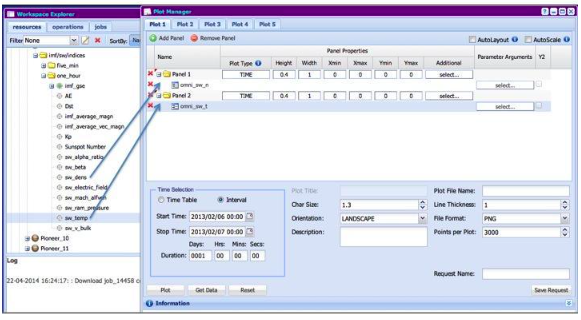 Workspace Explorer
resources operations jobs
Filter None Sortby:
imf/sw/indices
five_min
one_hour
imf_gse
AE
Dst
imf_average_magn
imf_average_vec_magn
Kp
Sunspot Number
sw_alpha_ratio
sw_beta
sw_dens
sw_electric_field
sw_mach_alfven
sw_ram_pressure
sw_temp
sw_v_bulk
Pioneer_10
Pioneer_11
Log
22-04-2014 16:24:17: : Download job_14458 c
Plot Manager
Plot 1 Plot 2 Plot 3 Plot 4 Plot 5
Add Panel Remove Panel AutoLayout AutoScale
Name Panel Properties Parameter Arguments Y2
Plot Type Height Width Xmin Xmax Ymin Ymax Additional
Panel 1 TIME 0.4 1 0 0 0 0 select...
omni_sw_n select...
Panel 2 TIME 0.4 1 0 0 0 0 select...
omni_sw_t select...
Time Selection
Time Table Interval
Start Time: 2013/02/06 00:00
Stop Time: 2013/02/07 00:00
Days: Hrs: Mins: Secs:
Duration: 0001 00 00 00
Plot Title: Plot File Name:
Char Size: 1.3 Line Thickness: 1
Orientation: LANDSCAPE File Format: PNG
Description: Points per Plot: 3000
Request Name:
Plot Get Data Reset Save Request
Information